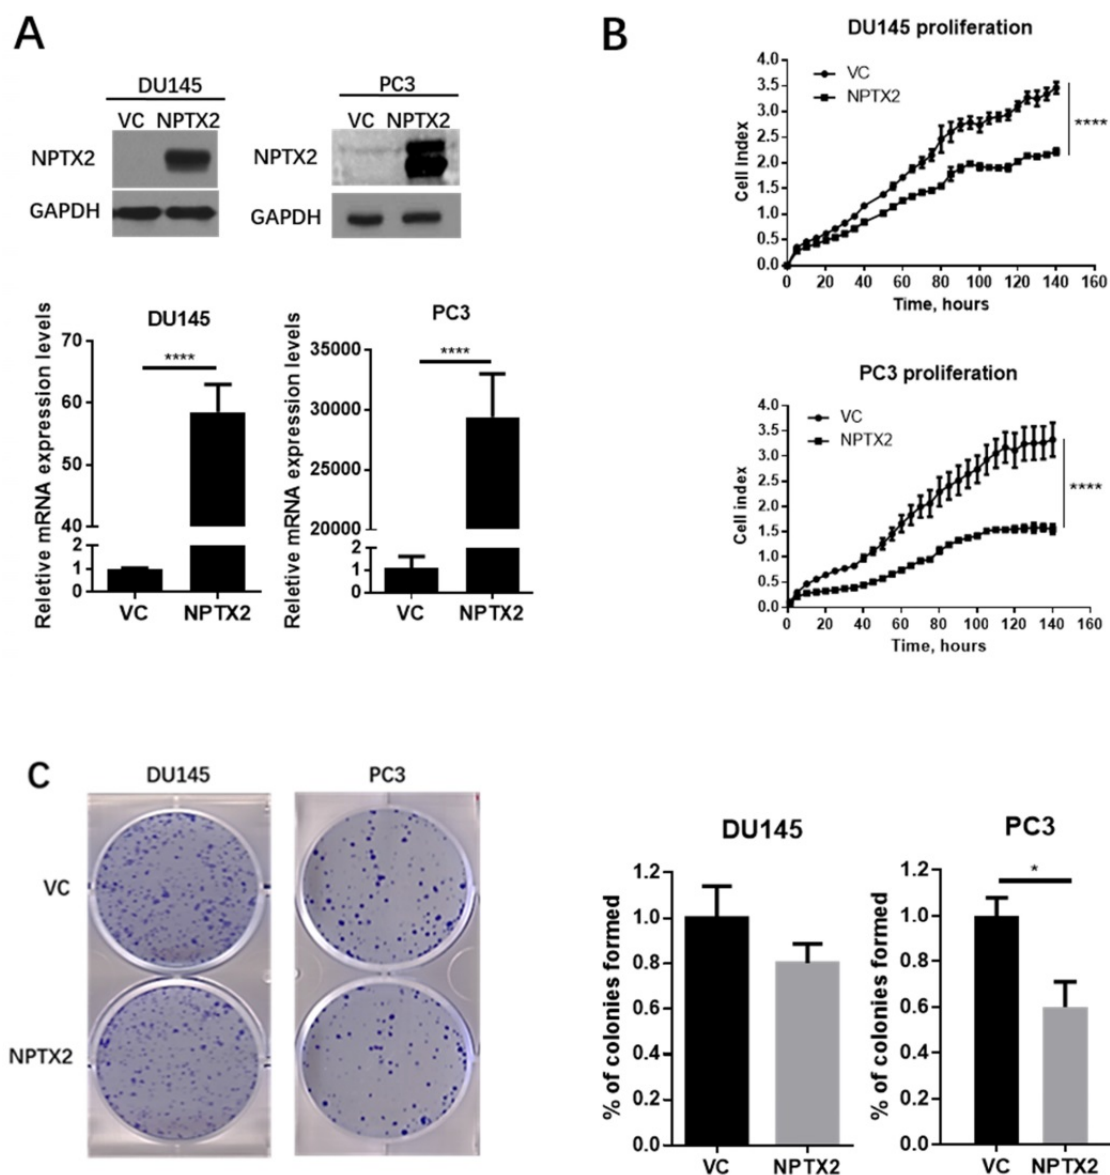 A
DU145
VC NPTX2
NPTX2
GAPDH
PC3
VC NPTX2
NPTX2
GAPDH
DU145
Reletive mRNA expression levels
70
60
50
40
2
1
0
****
VC NPTX2
PC3
Reletive mRNA expression levels
35000
30000
25000
20000
2
1
0
****
VC NPTX2
B
DU145 proliferation
Cell index
4.0
3.5
3.0
2.5
2.0
1.5
1.0
0.5
0.0
VC
NPTX2
****
0 20 40 60 80 100 120 140 160
Time, hours
PC3 proliferation
Cell index
4.0
3.5
3.0
2.5
2.0
1.5
1.0
0.5
0.0
VC
NPTX2
****
0 20 40 60 80 100 120 140 160
Time, hours
C
DU145 PC3
VC
NPTX2
DU145
% of colonies formed
1.2
1.0
0.8
0.6
0.4
0.2
0.0
VC NPTX2
PC3
% of colonies formed
1.2
1.0
0.8
0.6
0.4
0.2
0.0
*
VC NPTX2